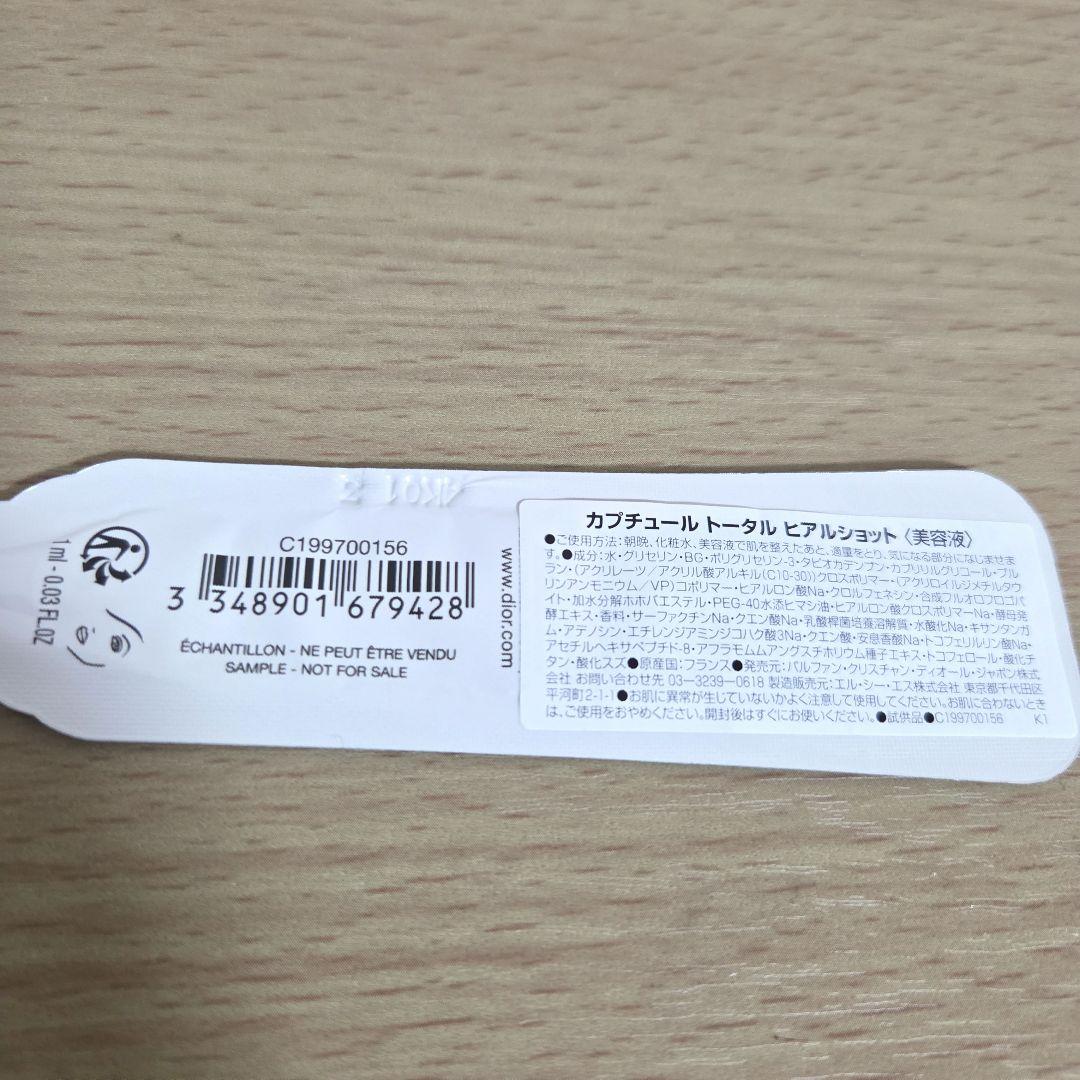 AK01 3
1ml - 0.03 FL.OZ
C199700156
3 348901 679428
ÉCHANTILLON - NE PEUT ÊTRE VENDU
SAMPLE - NOT FOR SALE
www.dior.com
カプチュール トータル ヒアルショット〈美容液〉
●ご使用方法：朝晩、化粧水、美容液で肌を整えたあと、適量をとり、気になる部分になじませま
す。●成分：水・グリセリン・BG・ポリグリセリン-3・タピオカデンプン・カプリリルグリコール・プル
ラン・(アクリレーツ/アクリル酸アルキル(C10-30))クロスポリマー・(アクリロイルジメチルタウ
リンアンモニウム/VP)コポリマー・ヒアルロン酸Na・クロルフェネシン・合成フルオロフロゴパ
イト・加水分解ホホバエステル・PEG-40水添ヒマシ油・ヒアルロン酸クロスポリマーNa・酵母発
酵エキス・香料・サーファクチンNa・クエン酸Na・乳酸桿菌培養溶解質・水酸化Na・キサンタンガ
ム・アデノシン・エチレンジアミンジコハク酸3Na・クエン酸・安息香酸Na・トコフェリルリン酸Na・
アセチルヘキサペプチド-8・アフラモムムアングスチホリウム種子エキス・トコフェロール・酸化チ
タン・酸化スズ●原産国：フランス●発売元：パルファン・クリスチャン・ディオール・ジャポン株式
会社 お問い合わせ先 03-3239-0618 製造販売元：エル・シー・エス株式会社 東京都千代田区
平河町2-1-1●お肌に異常が生じていないかよく注意して使用してください。お肌に合わないとき
は、ご使用をおやめください。開封後はすぐにお使いください。●試供品●C199700156 K1